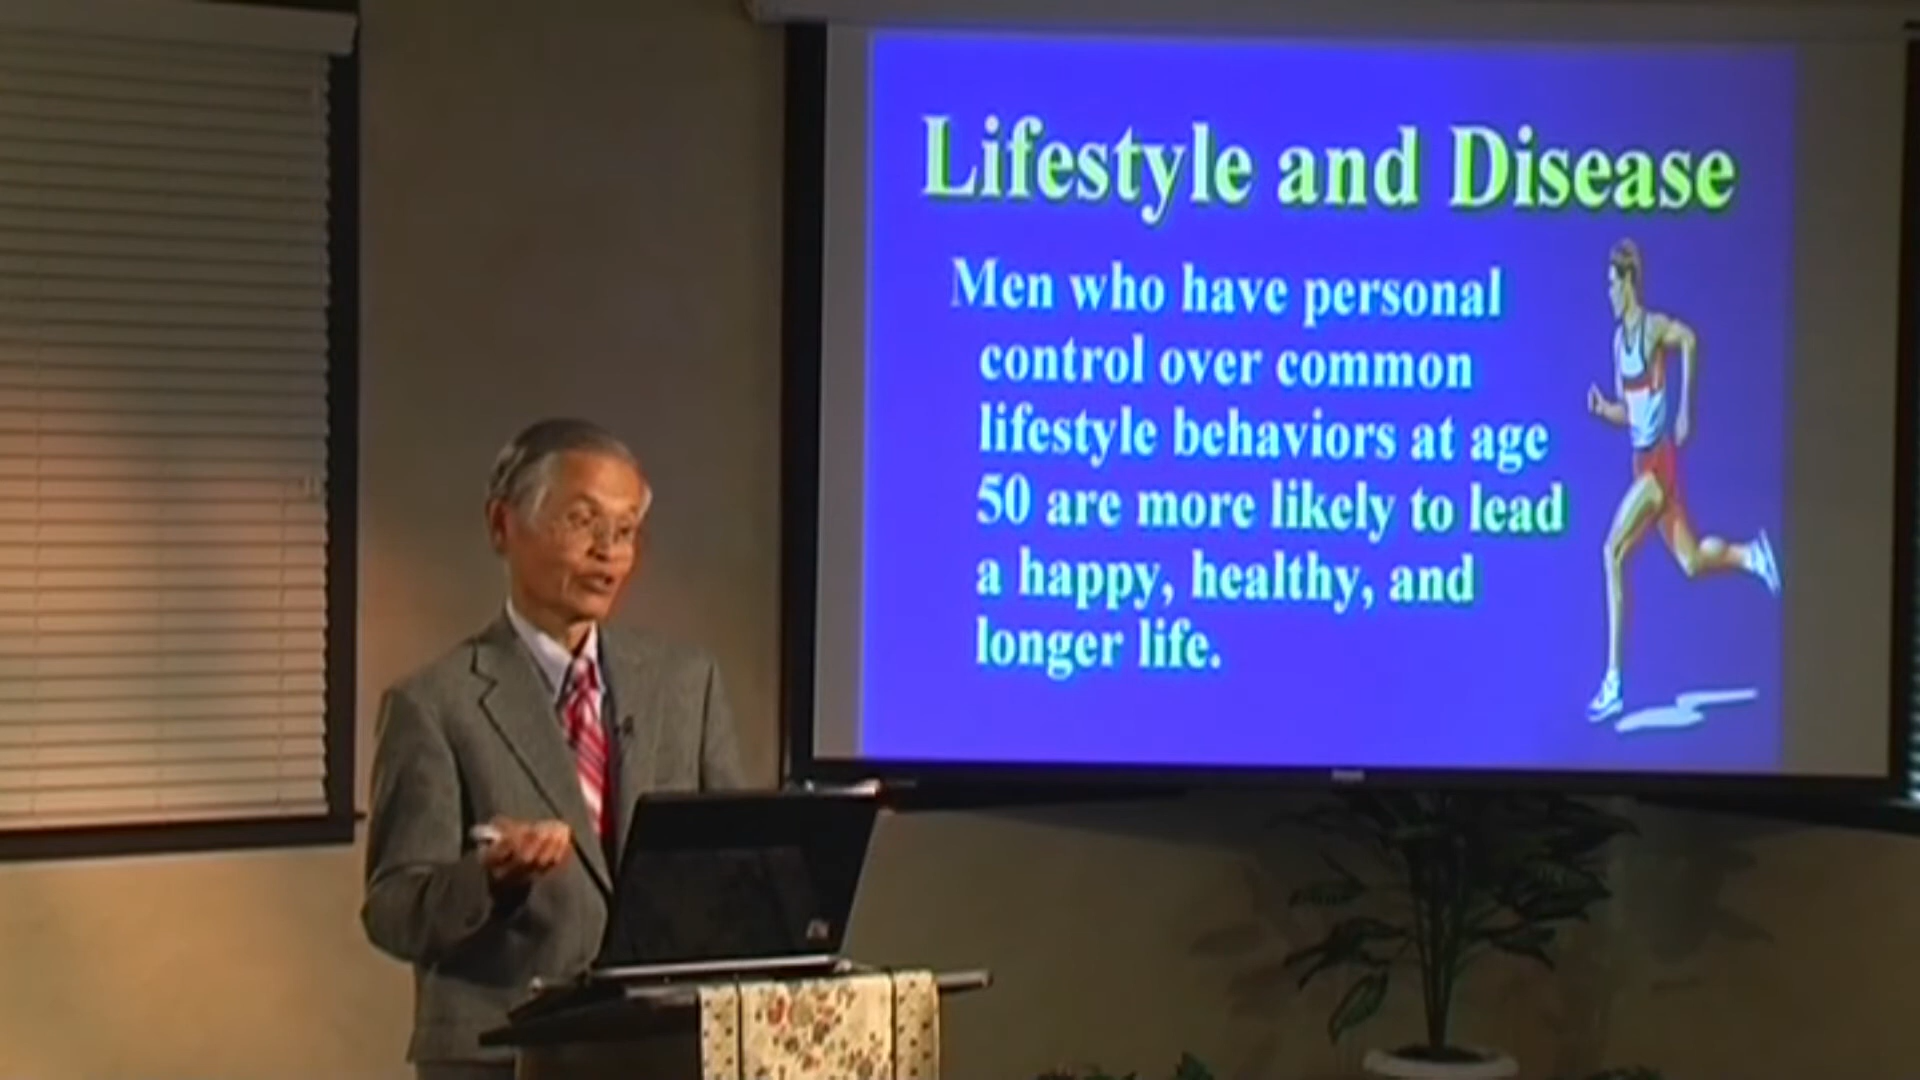 Lifestyle and Disease
Men who have personal
control over common
lifestyle behaviors at age
50 are more likely to lead
a happy, healthy, and
longer life.